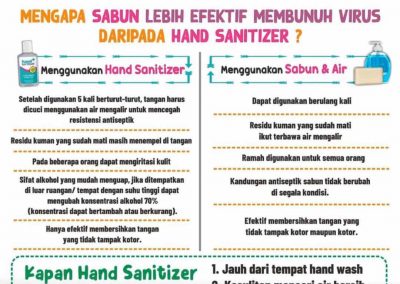 MENGAPA SABUN LEBIH EFEKTIF MEMBUNUH VIRUS
DARIPADA HAND SANITIZER ?
Menggunakan Hand Sanitizer
Setelah digunakan 5 kali berturut-turut, tangan harus
dicuci menggunakan air mengalir untuk mencegah
resistensi antiseptik
Residu kuman yang sudah mati masih menempel di tangan
Pada beberapa orang dapat mengiritasi kulit
Sifat alkohol yang mudah menguap, jika ditempatkan
di luar ruangan/ tempat dengan suhu tinggi dapat
mengubah konsentrasi alkohol 70%
(konsentrasi dapat bertambah atau berkurang).
Hanya efektif membersihkan tangan
yang tidak tampak kotor.
Menggunakan Sabun & Air
Dapat digunakan berulang kali
Residu kuman yang sudah mati
ikut terbawa air mengalir
Ramah digunakan untuk semua orang
Kandungan antiseptik sabun tidak berubah
di segala kondisi.
Efektif membersihkan tangan yang
tidak tampak kotor maupun kotor.
Kapan Hand Sanitizer
1. Jauh dari tempat hand wash